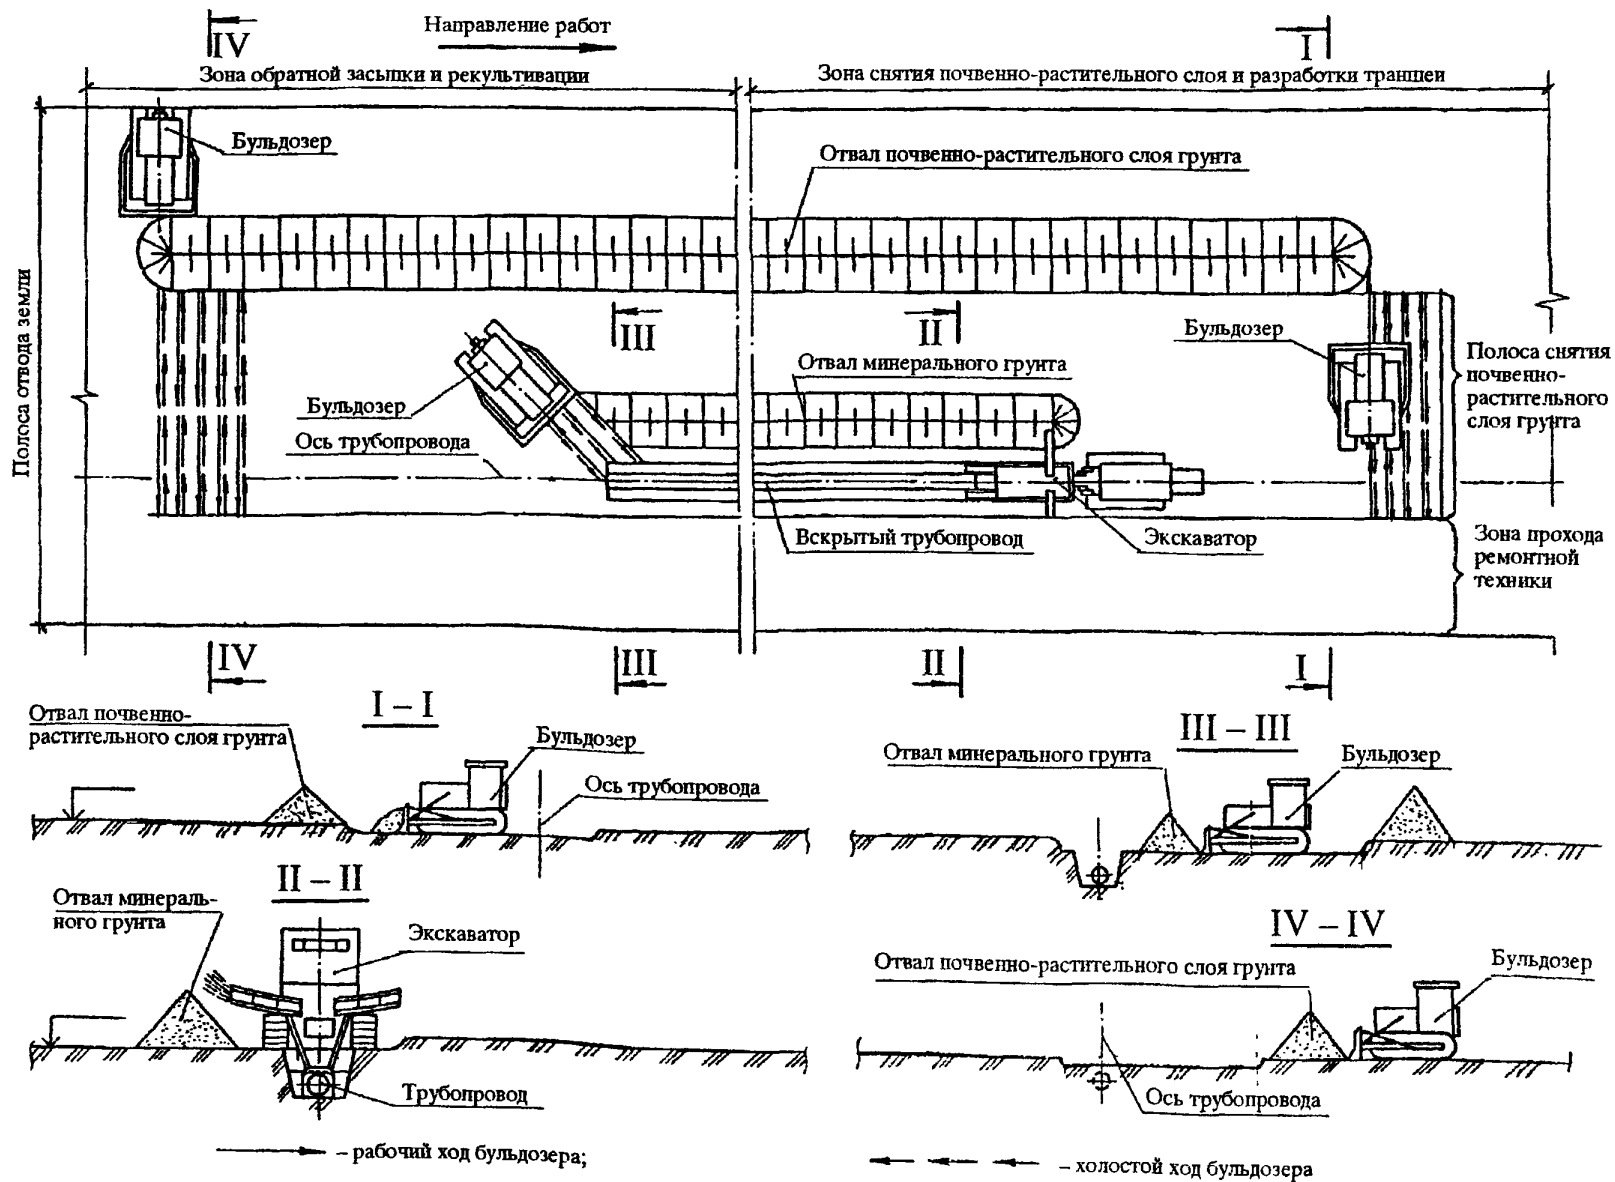 IV
Направление работ
I
Зона обратной засыпки и рекультивации
Зона снятия почвенно-растительного слоя и разработки траншеи
Бульдозер
Отвал почвенно-растительного слоя грунта
Полоса отвода земли
III
II
Бульдозер
Отвал минерального грунта
Полоса снятия
почвенно-
растительного
слоя грунта
Бульдозер
Ось трубопровода
Вскрытый трубопровод
Экскаватор
Зона прохода
ремонтной
техники
IV
III
II
I
I – I
Отвал почвенно-
растительного слоя грунта
Бульдозер
Ось трубопровода
III – III
Отвал минерального грунта
Бульдозер
II – II
Отвал минераль-
ного грунта
Экскаватор
Трубопровод
IV – IV
Отвал почвенно-растительного слоя грунта
Бульдозер
Ось трубопровода
– рабочий ход бульдозера;
– холостой ход бульдозера